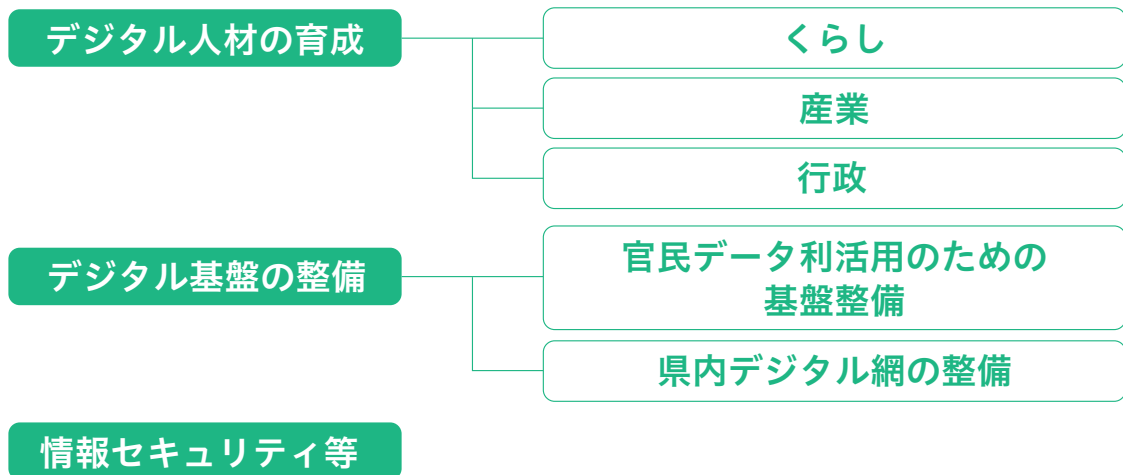 デジタル人材の育成
くらし
産業
行政
デジタル基盤の整備
官民データ利活用のための
基盤整備
県内デジタル網の整備
情報セキュリティ等